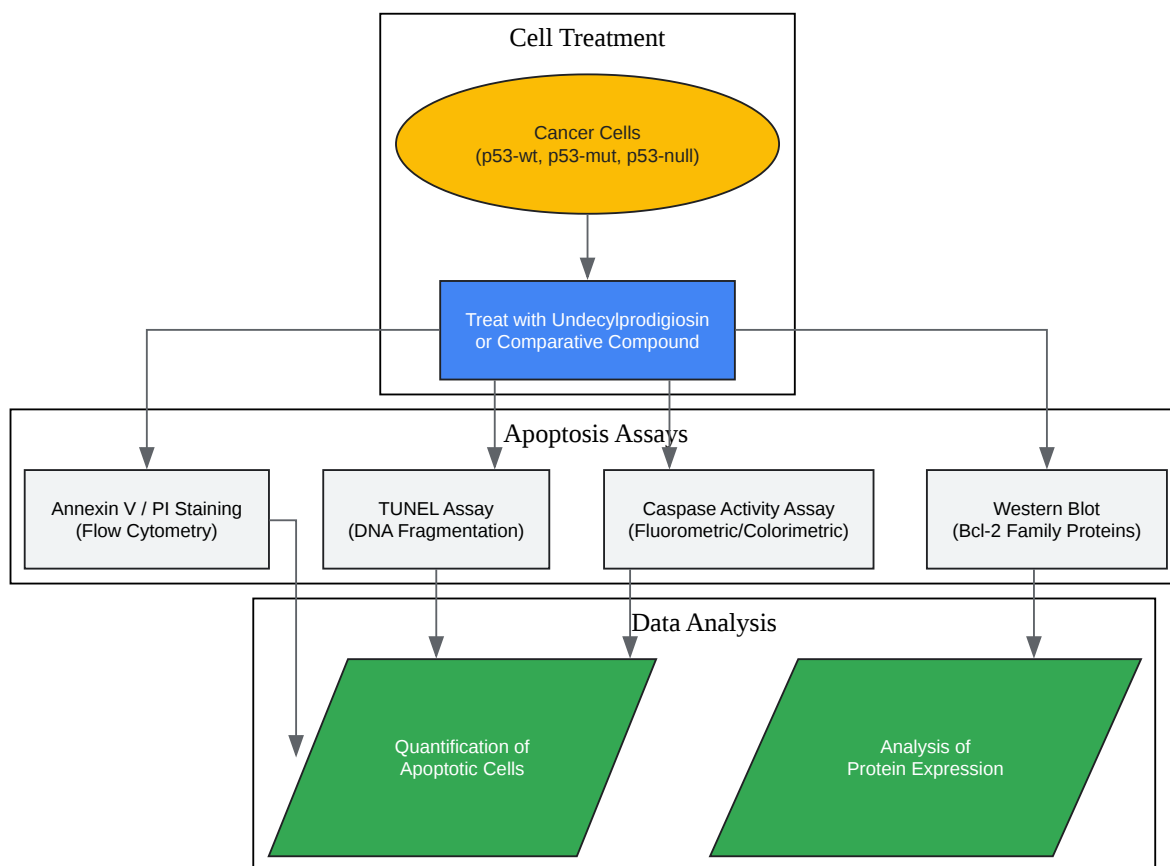 Cell Treatment
Cancer Cells
(p53-wt, p53-mut, p53-null)
Treat with Undecylprodigiosin
or Comparative Compound
Apoptosis Assays
Annexin V / PI Staining
(Flow Cytometry)
TUNEL Assay
(DNA Fragmentation)
Caspase Activity Assay
(Fluorometric/Colorimetric)
Western Blot
(Bcl-2 Family Proteins)
Data Analysis
Quantification of
Apoptotic Cells
Analysis of
Protein Expression